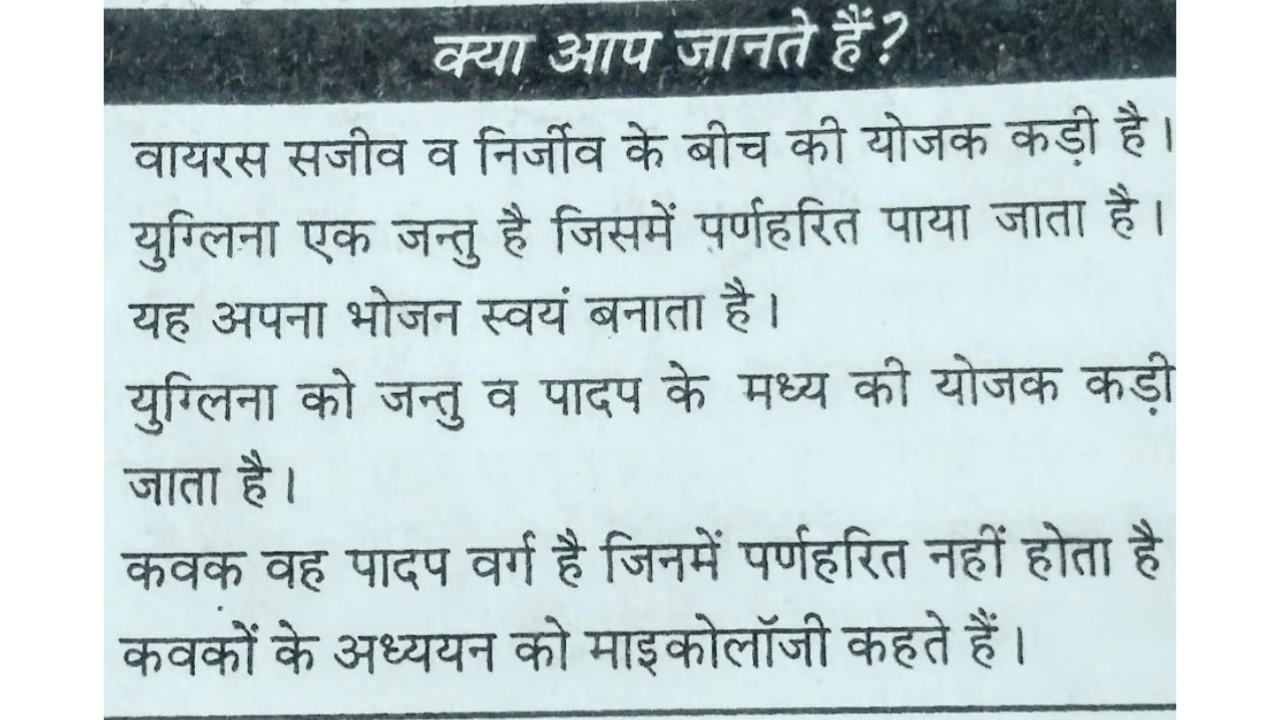 क्या आप जानते हैं?
वायरस सजीव व निर्जीव के बीच की योजक कड़ी है।
युग्लिना एक जन्तु है जिसमें पर्णहरित पाया जाता है।
यह अपना भोजन स्वयं बनाता है।
युग्लिना को जन्तु व पादप के मध्य की योजक कड़ी
जाता है।
कवक वह पादप वर्ग है जिनमें पर्णहरित नहीं होता है
कवकों के अध्ययन को माइकोलॉजी कहते हैं।